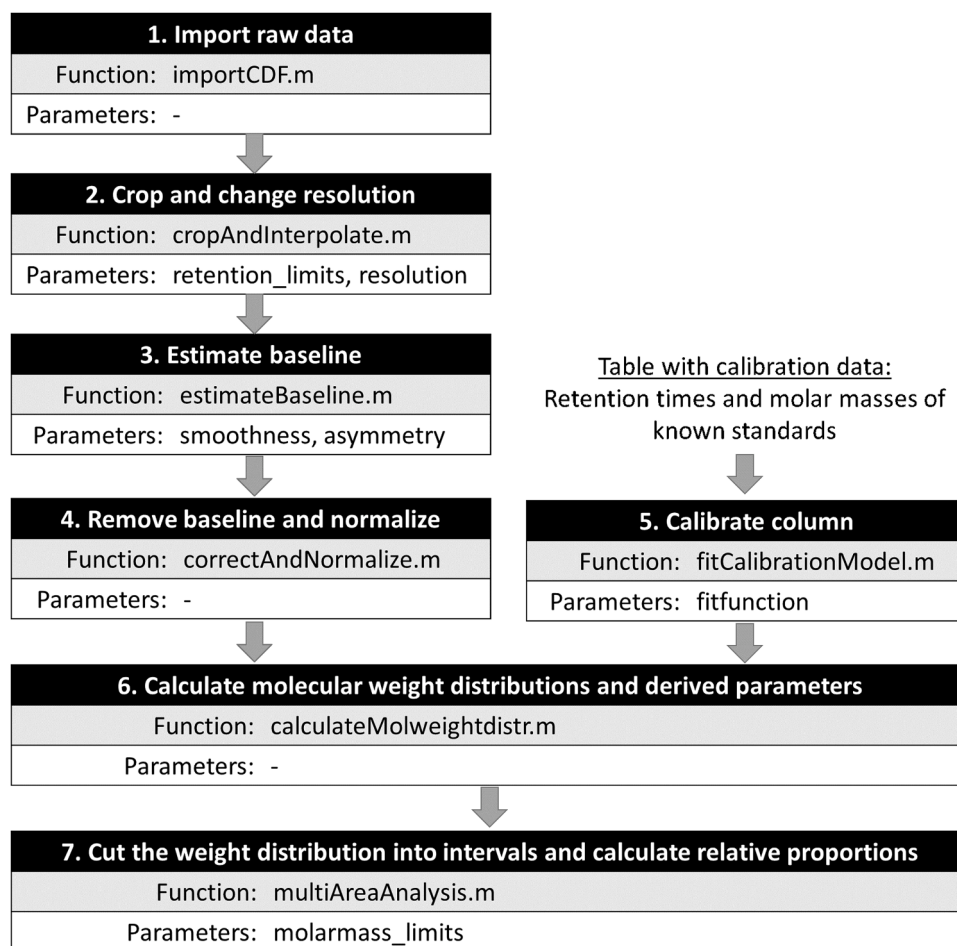 1. Import raw data
Function: importCDF.m
Parameters: -
2. Crop and change resolution
Function: cropAndInterpolate.m
Parameters: retention_limits, resolution
3. Estimate baseline
Function: estimateBaseline.m
Parameters: smoothness, asymmetry
4. Remove baseline and normalize
Function: correctAndNormalize.m
Parameters: -
Table with calibration data:
Retention times and molar masses of
known standards
5. Calibrate column
Function: fitCalibrationModel.m
Parameters: fitfunction
6. Calculate molecular weight distributions and derived parameters
Function: calculateMolweightdistr.m
Parameters: -
7. Cut the weight distribution into intervals and calculate relative proportions
Function: multiAreaAnalysis.m
Parameters: molarmass_limits